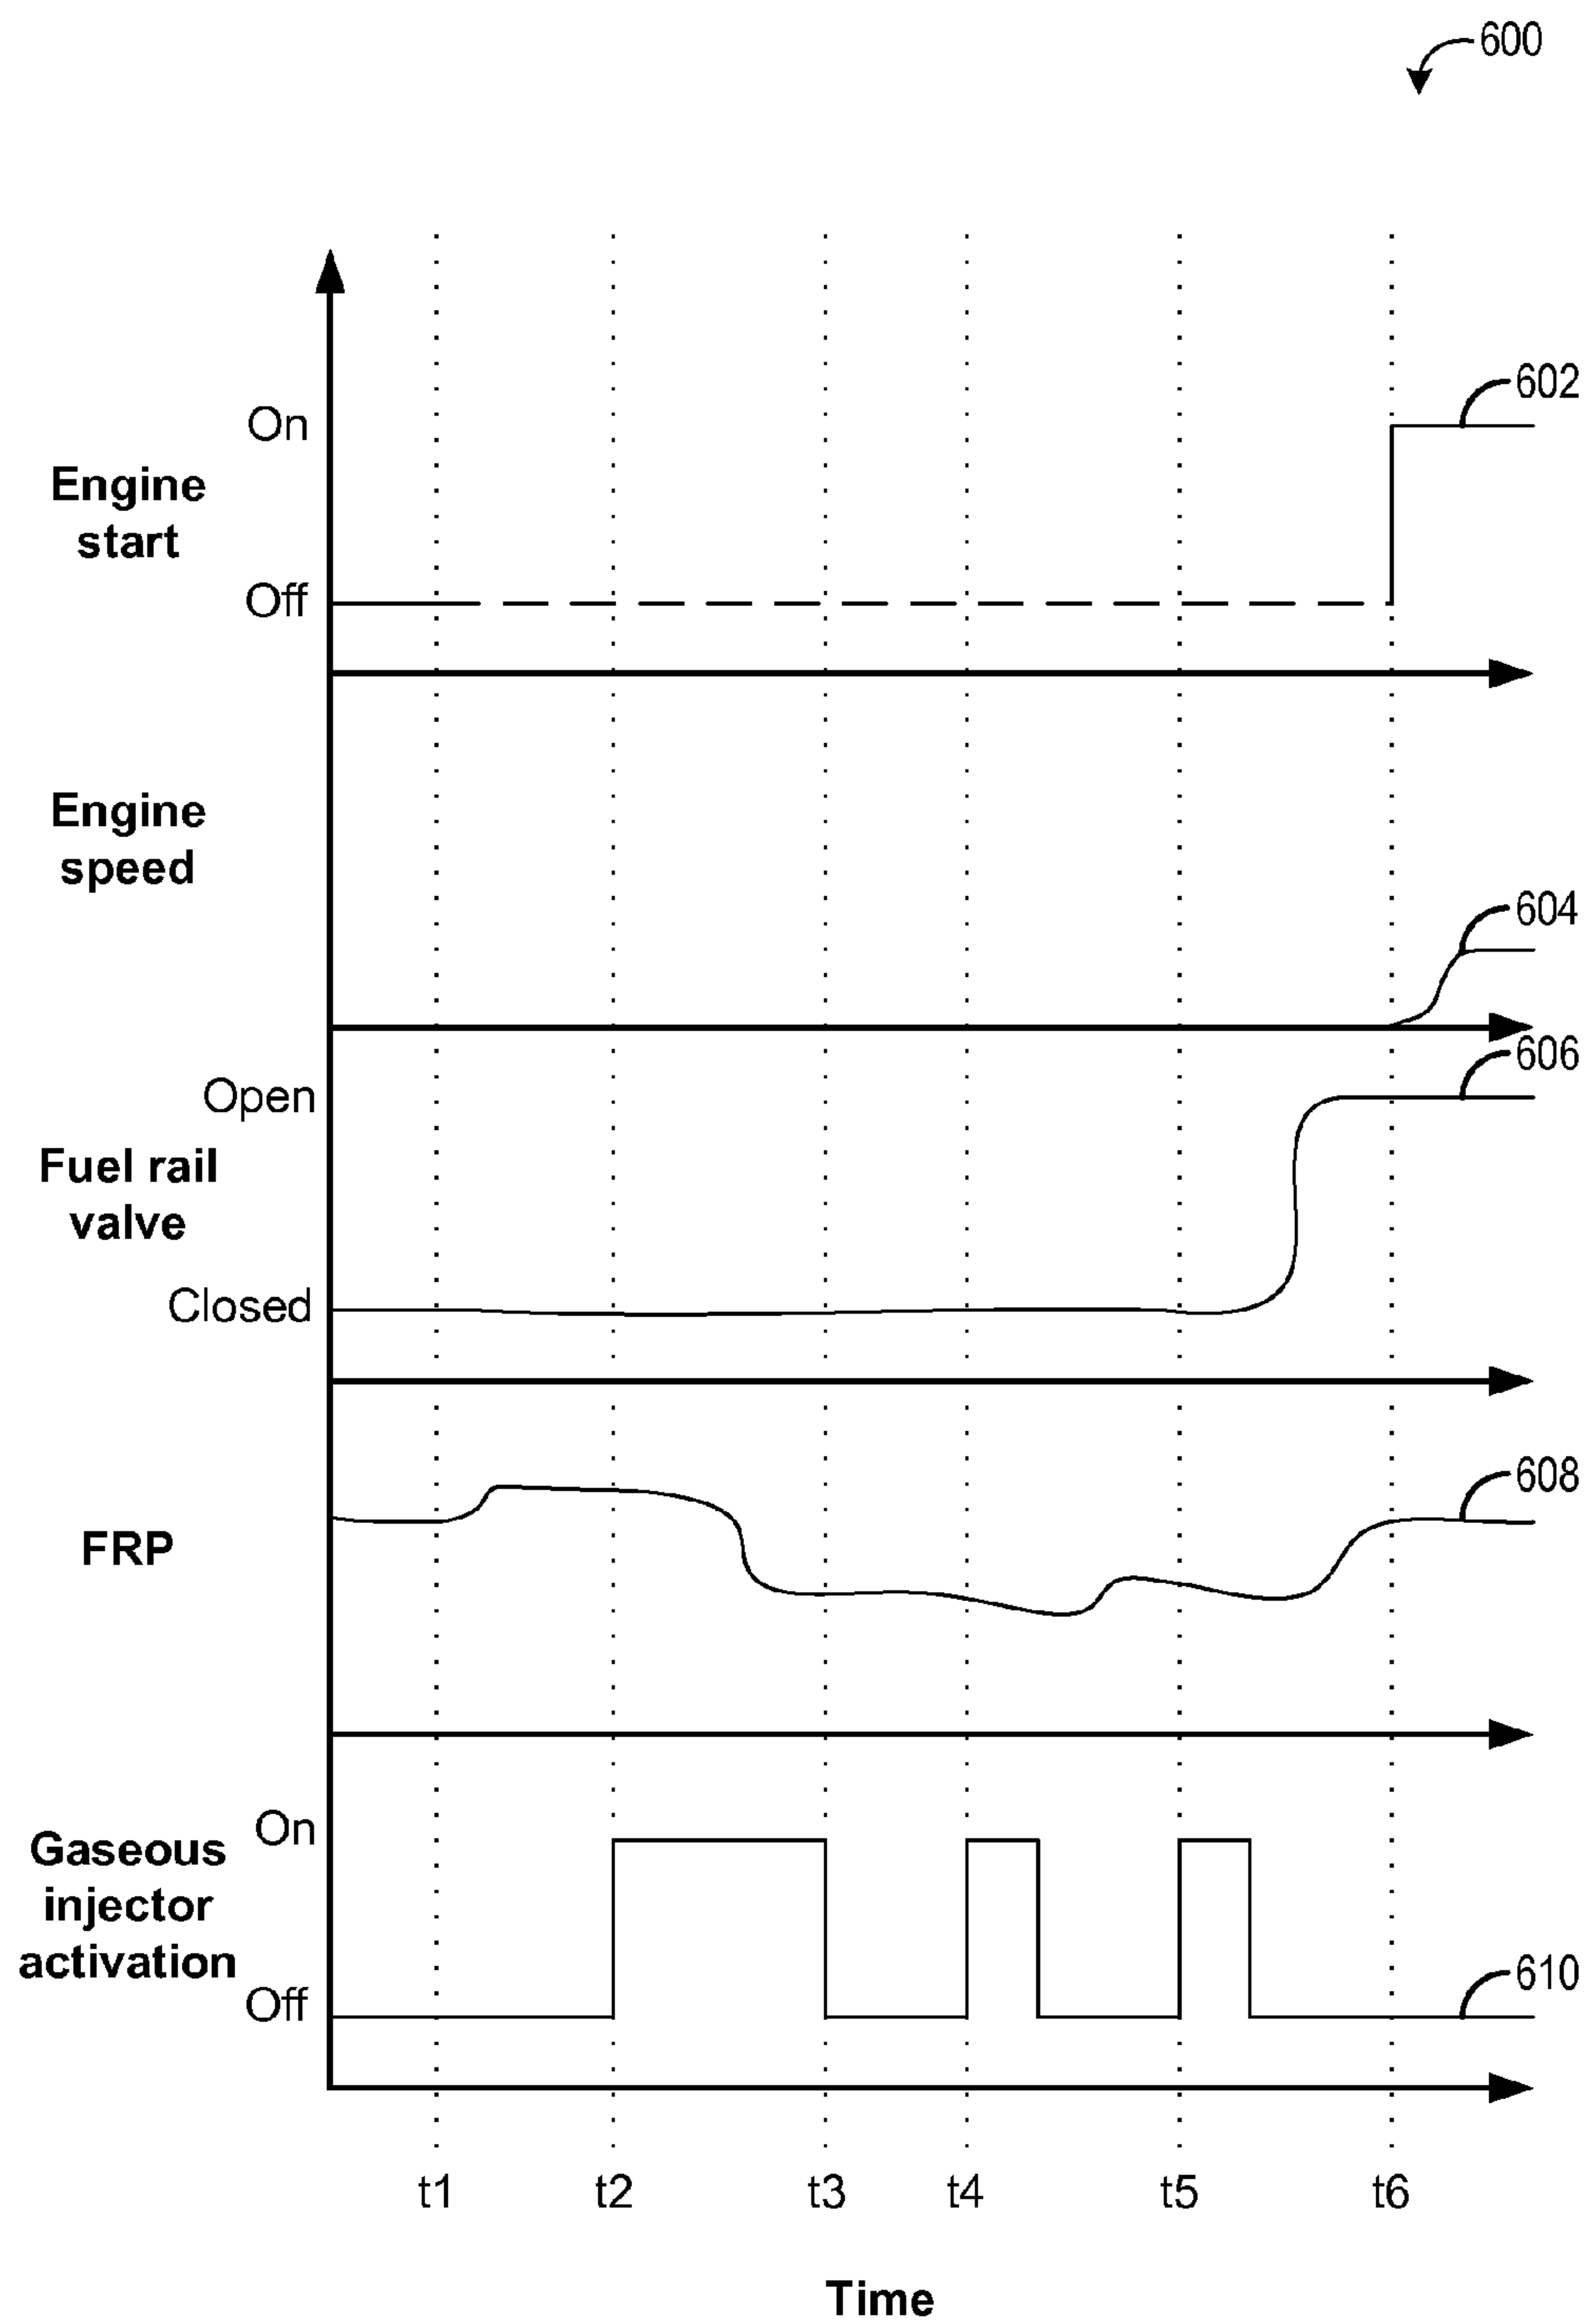 600
602
On
Engine
start
Off
Engine
speed
604
606
Open
Fuel rail
valve
Closed
608
FRP
On
Gaseous
injector
activation
610
Off
t1 t2 t3 t4 t5 t6
Time